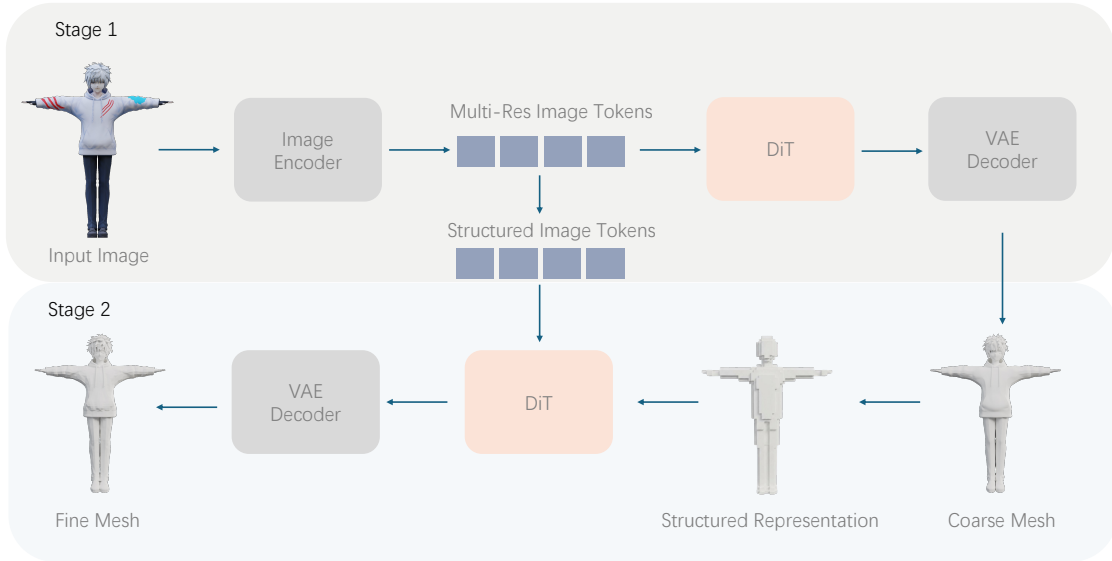 Stage 1
Multi-Res Image Tokens
Image
Encoder
DiT
VAE
Decoder
Structured Image Tokens
Input Image
Stage 2
VAE
Decoder
DiT
Fine Mesh
Structured Representation
Coarse Mesh